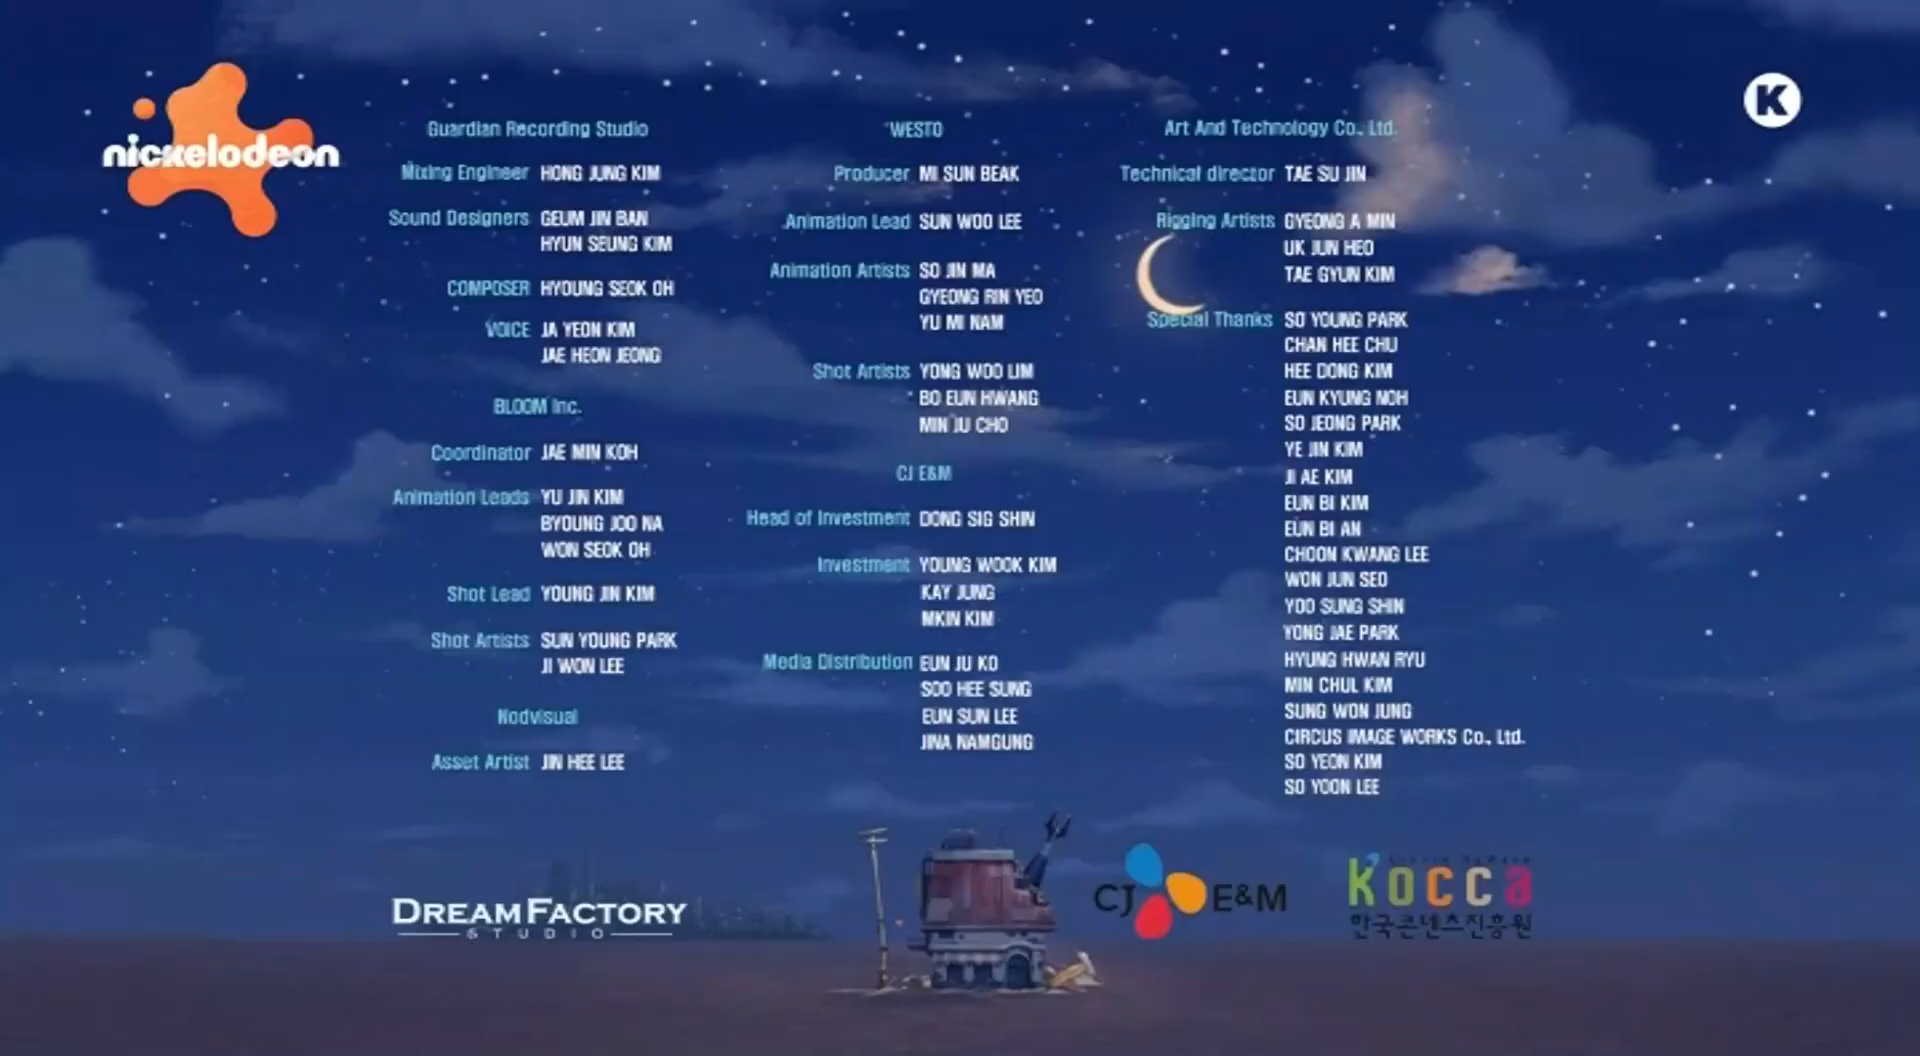 nickelodeon
K
Guardian Recording Studio
Mixing Engineer HONG JUNG KIM
Sound Designers GEUM JIN BAN
HYUN SEUNG KIM
COMPOSER HYOUNG SEOK OH
VOICE JA YEON KIM
JAE HEON JEONG
BLOOM Inc.
Coordinator JAE MIN KOH
Animation Leads YU JIN KIM
BYOUNG JOO NA
WON SEOK OH
Shot Lead YOUNG JIN KIM
Shot Artists SUN YOUNG PARK
JI WON LEE
Nodvisual
Asset Artist JIN HEE LEE
WESTO
Producer MI SUN BEAK
Animation Lead SUN WOO LEE
Animation Artists SO JIN MA
GYEONG RIN YEO
YU MI NAM
Shot Artists YONG WOO LIM
BO EUN HWANG
MIN JU CHO
CJ E&M
Head of Investment DONG SIG SHIN
Investment YOUNG WOOK KIM
KAY JUNG
MKIN KIM
Media Distribution EUN JU KO
SOO HEE SUNG
EUN SUN LEE
JINA NAMGUNG
Art And Technology Co., Ltd.
Technical director TAE SU JIN
Rigging Artists GYEONG A MIN
UK JUN HEO
TAE GYUN KIM
Special Thanks SO YOUNG PARK
CHAN HEE CHU
HEE DONG KIM
EUN KYUNG NOH
SO JEONG PARK
YE JIN KIM
JI AE KIM
EUN BI KIM
EUN BI AN
CHOON KWANG LEE
WON JUN SEO
YOO SUNG SHIN
YONG JAE PARK
HYUNG HWAN RYU
MIN CHUL KIM
SUNG WON JUNG
CIRCUS IMAGE WORKS Co., Ltd.
SO YEON KIM
SO YOON LEE
DREAMFACTORY
STUDIO
CJ E&M
KOCCA
한국콘텐츠진흥원